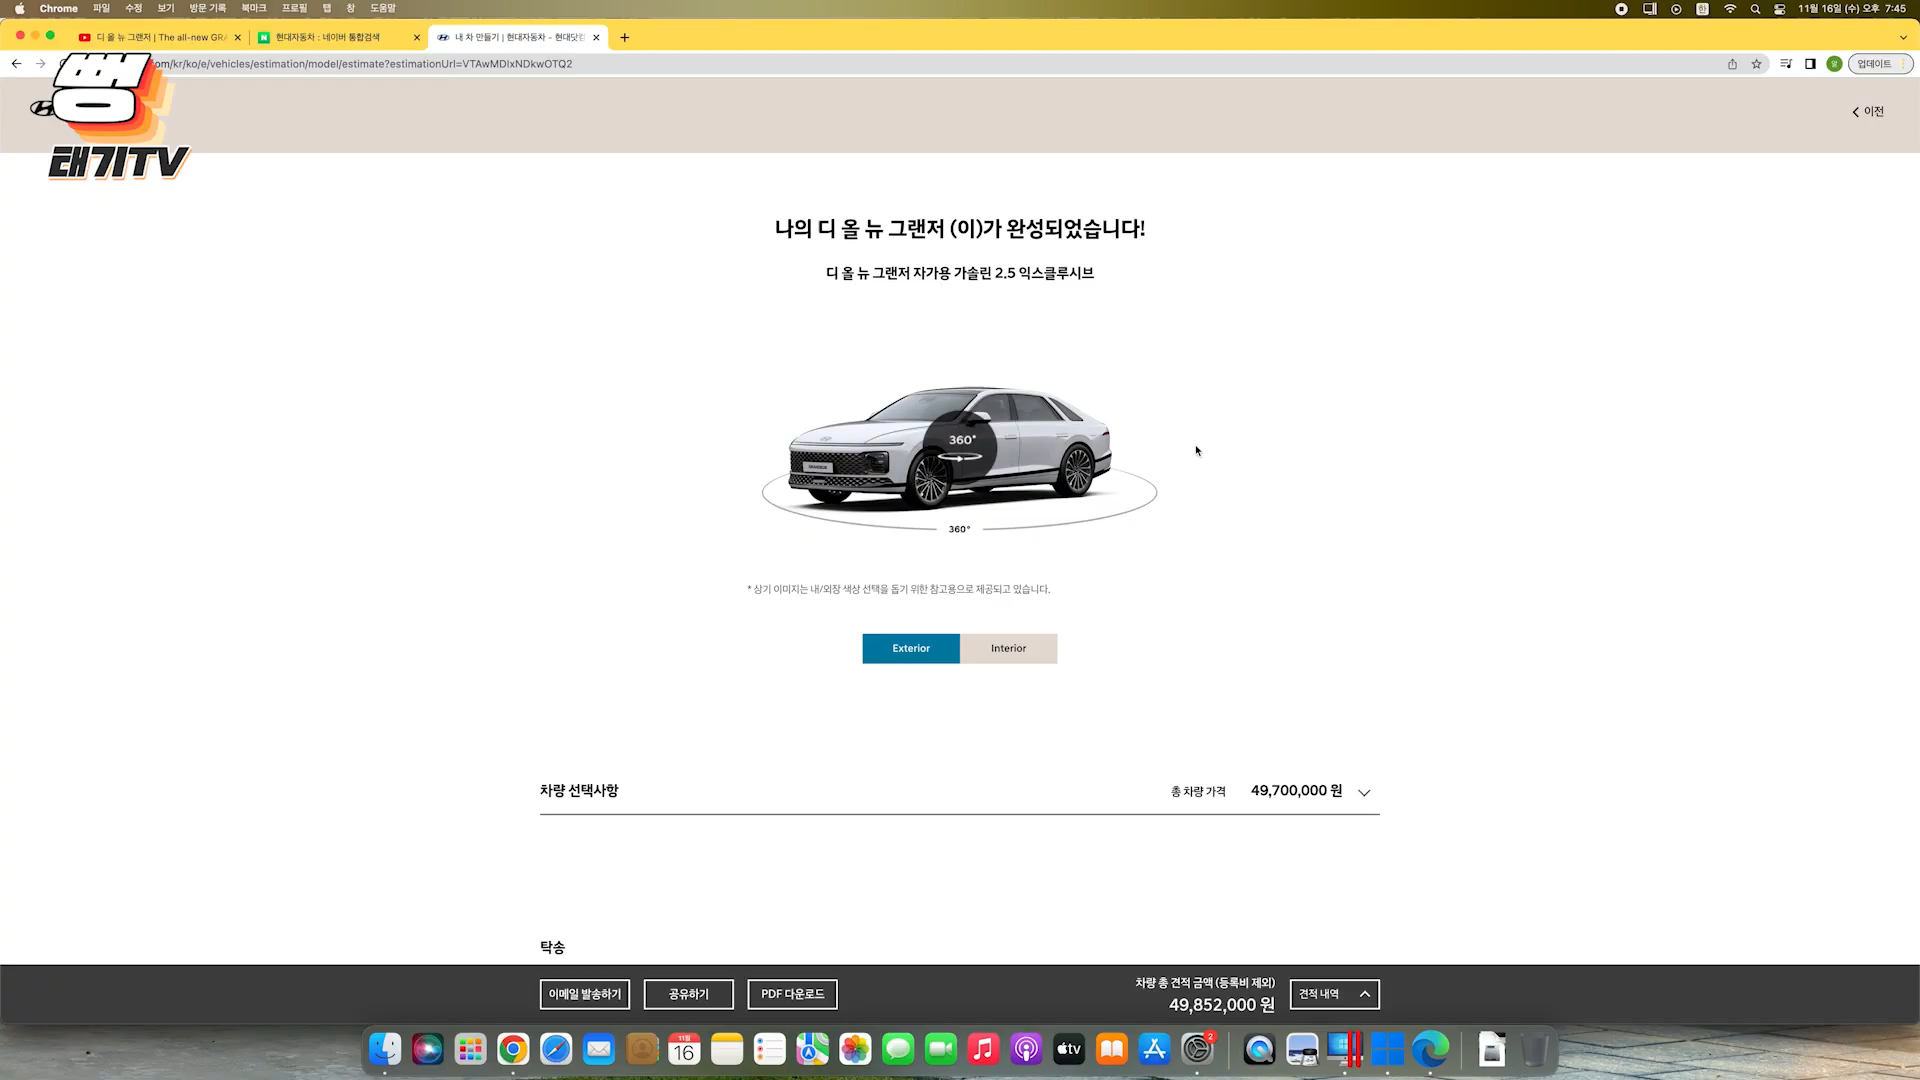 Chrome 파일 수정 보기 방문 기록 북마크 프로필 탭 창 도움말
한 11월 16일 (수) 오후 7:45
디 올 뉴 그랜저 | The all-new GRA
현대자동차 : 네이버 통합검색
내 차 만들기 | 현대자동차 - 현대닷컴
om/kr/ko/e/vehicles/estimation/model/estimate?estimationUrl=VTAwMDIxNDkwOTQ2
업데이트
태기TV
이전
나의 디 올 뉴 그랜저 (이)가 완성되었습니다!
디 올 뉴 그랜저 자가용 가솔린 2.5 익스클루시브
360°
360°
* 상기 이미지는 내/외장 색상 선택을 돕기 위한 참고용으로 제공되고 있습니다.
Exterior
Interior
차량 선택사항
총 차량 가격 49,700,000 원
탁송
이메일 발송하기
공유하기
PDF 다운로드
차량 총 견적 금액 (등록비 제외)
49,852,000 원
견적 내역
11월
16
tv
2